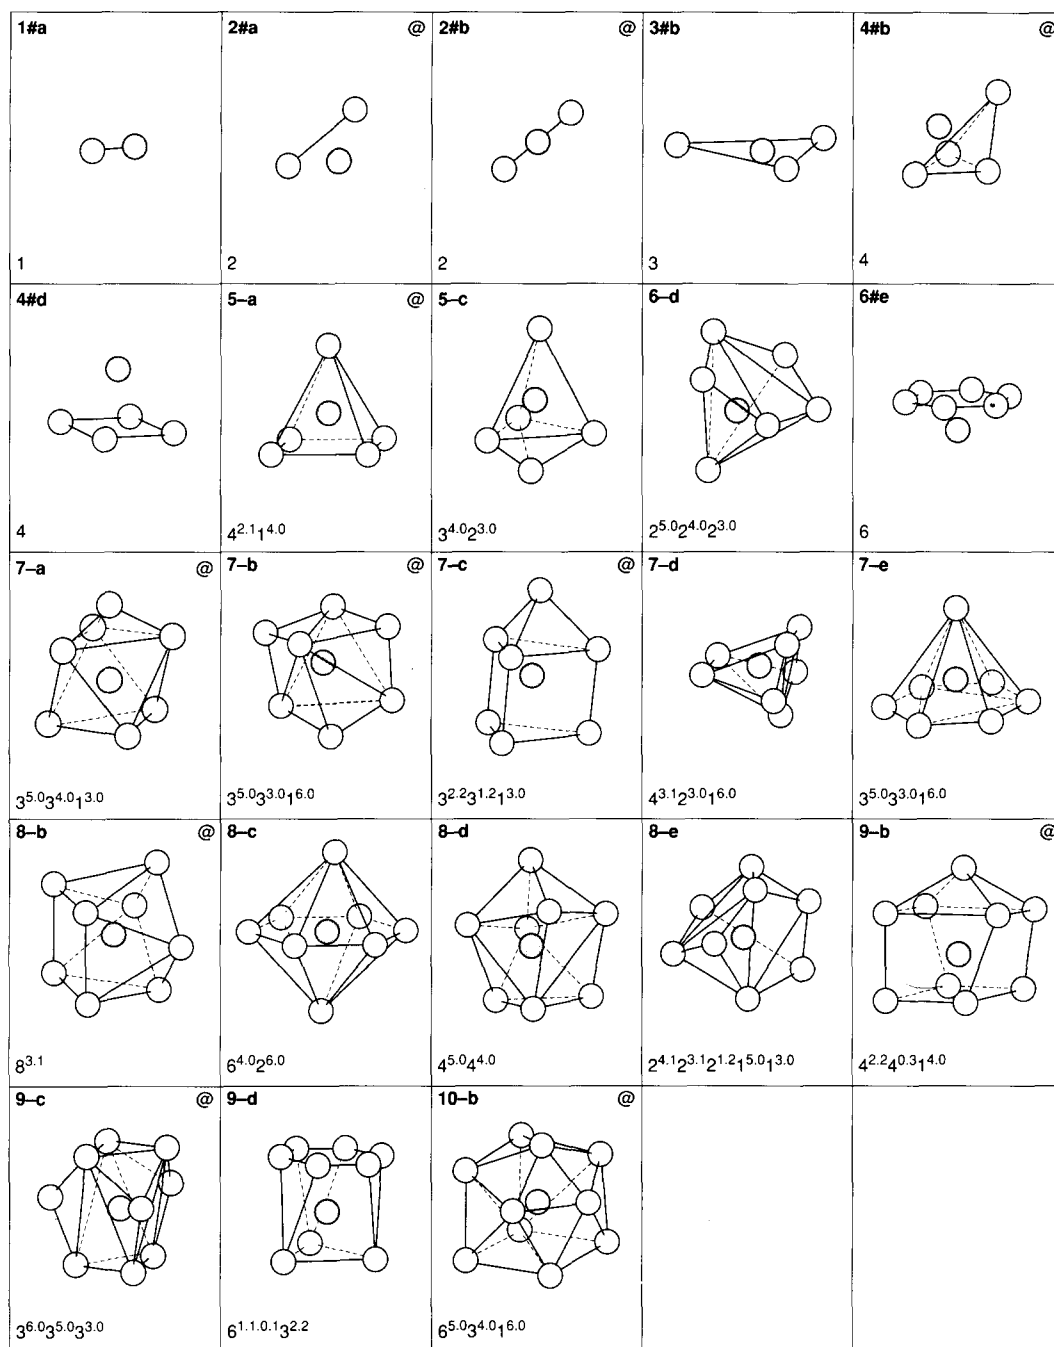 1#a
2#a @
2#b @
3#b
4#b @
1
2
2
3
4
4#d
5–a @
5–c
6–d
6#e
4
4^{2.1}1^{4.0}
3^{4.0}2^{3.0}
2^{5.0}2^{4.0}2^{3.0}
6
7–a @
7–b @
7–c @
7–d
7–e
3^{5.0}3^{4.0}1^{3.0}
3^{5.0}3^{3.0}1^{6.0}
3^{2.2}3^{1.2}1^{3.0}
4^{3.1}2^{3.0}1^{6.0}
3^{5.0}3^{3.0}1^{6.0}
8–b @
8–c
8–d @
8–e
9–b @
8^{3.1}
6^{4.0}2^{6.0}
4^{5.0}4^{4.0}
2^{4.1}2^{3.1}2^{1.2}1^{5.0}1^{3.0}
4^{2.2}4^{0.3}1^{4.0}
9–c @
9–d @
10–b @
3^{6.0}3^{5.0}3^{3.0}
6^{1.1.0.1}3^{2.2}
6^{5.0}3^{4.0}1^{6.0}